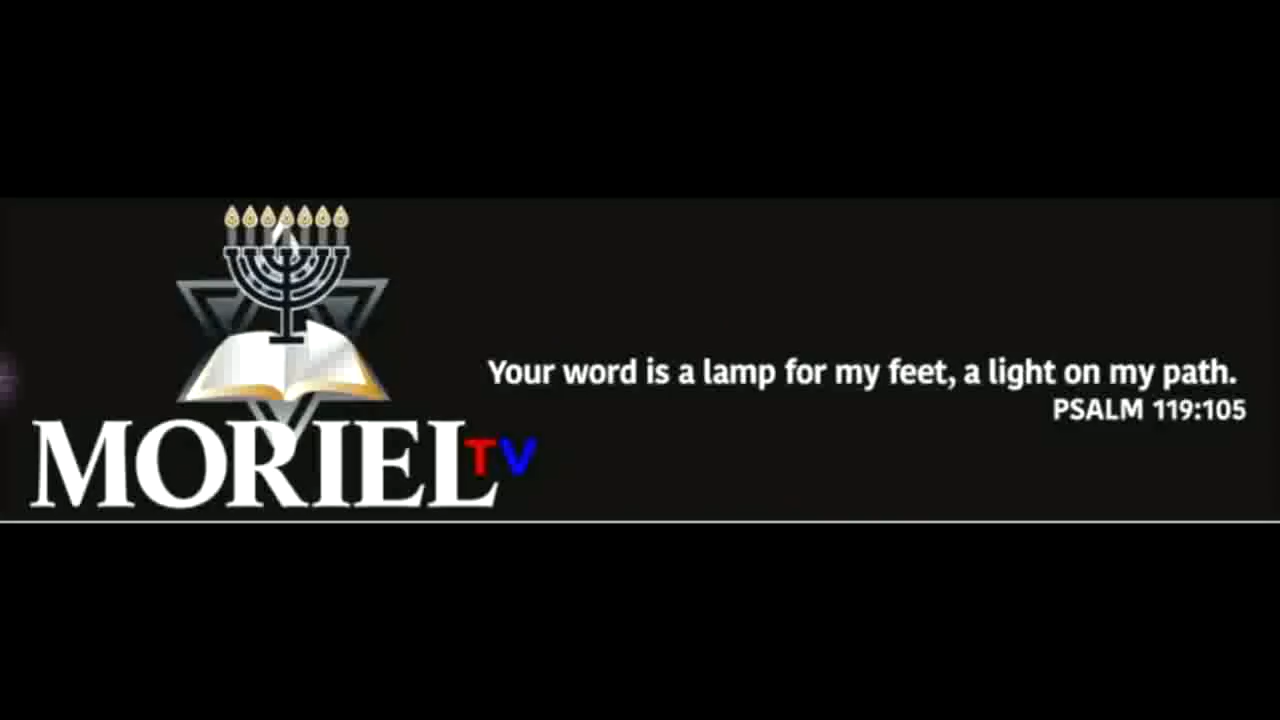 Your word is a lamp for my feet, a light on my path.
PSALM 119:105
MORIEL TV